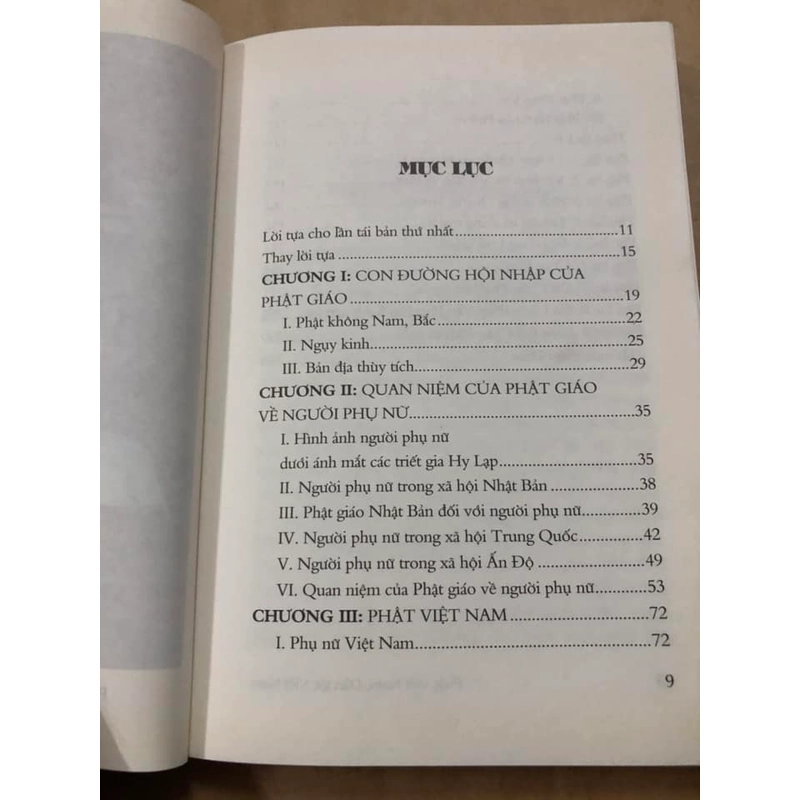 MỤC LỤC
Lời tựa cho lần tái bản thứ nhất.............................11
Thay lời tựa.............................15
CHƯƠNG I: CON ĐƯỜNG HỘI NHẬP CỦA
PHẬT GIÁO.............................19
I. Phật không Nam, Bắc.............................22
II. Ngụy kinh.............................25
III. Bản địa thùy tích.............................29
CHƯƠNG II: QUAN NIỆM CỦA PHẬT GIÁO
VỀ NGƯỜI PHỤ NỮ.............................35
I. Hình ảnh người phụ nữ
dưới ánh mắt các triết gia Hy Lạp.............................35
II. Người phụ nữ trong xã hội Nhật Bản.............................38
III. Phật giáo Nhật Bản đối với người phụ nữ.............................39
IV. Người phụ nữ trong xã hội Trung Quốc.............................42
V. Người phụ nữ trong xã hội Ấn Độ.............................49
VI. Quan niệm của Phật giáo về người phụ nữ.............................53
CHƯƠNG III: PHẬT VIỆT NAM.............................72
I. Phụ nữ Việt Nam.............................72
9